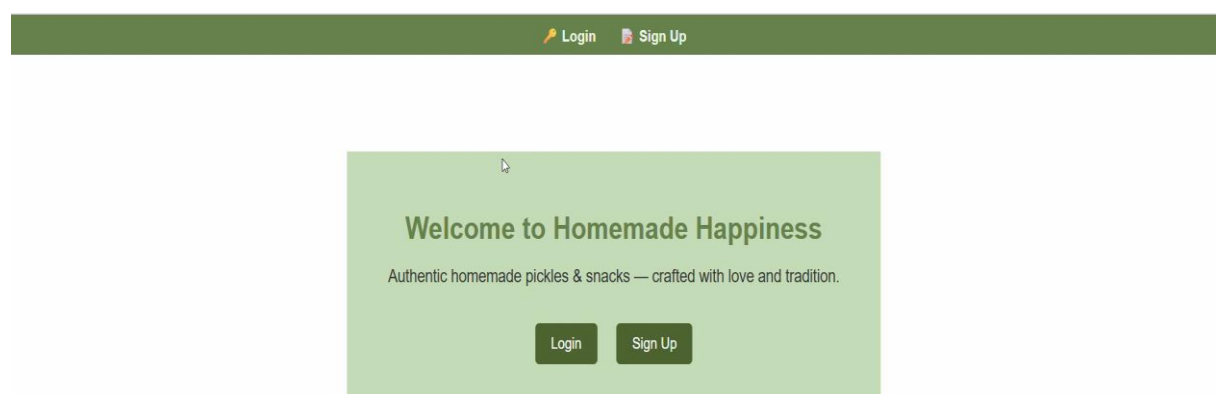 🔑 Login 📝 Sign Up
Welcome to Homemade Happiness
Authentic homemade pickles & snacks — crafted with love and tradition.
Login Sign Up